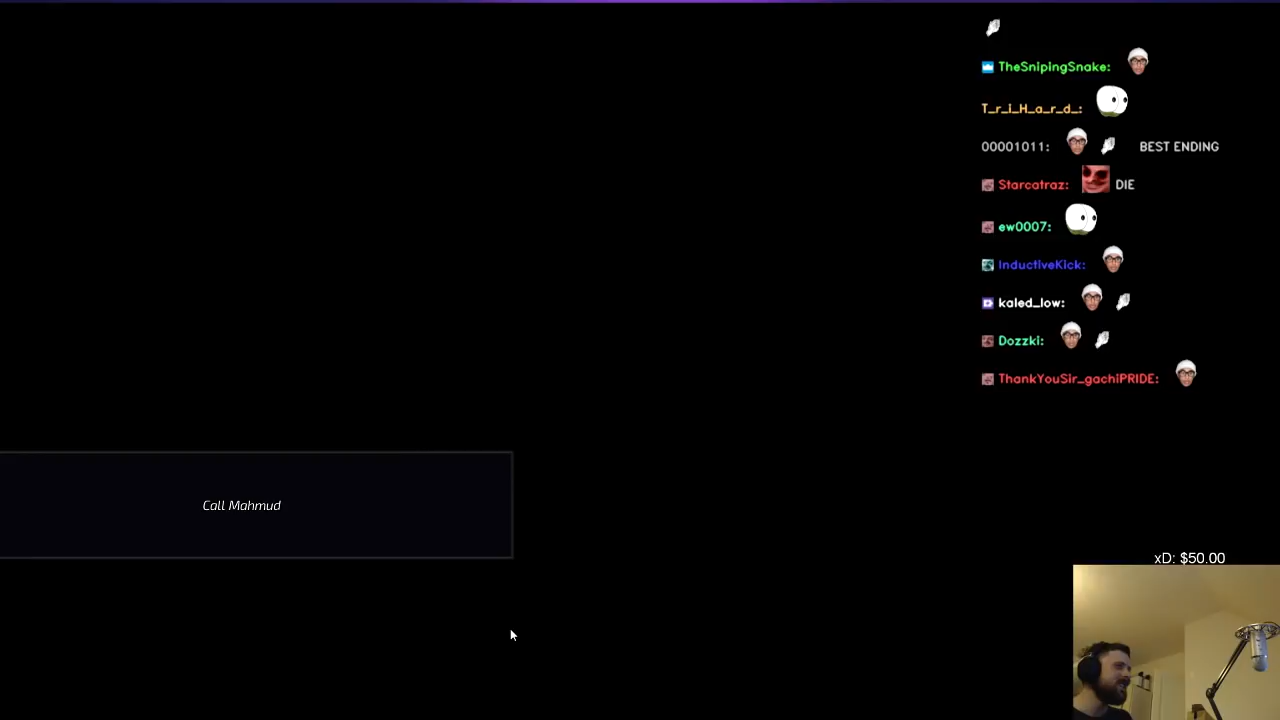 TheSnipingSnake:
T_r_i_H_a_r_d_:
00001011: BEST ENDING
Starcatraz: DIE
ew0007:
InductiveKick:
kaled_low:
Dozzki:
ThankYouSir_gachiPRIDE:
Call Mahmud
xD: $50.00